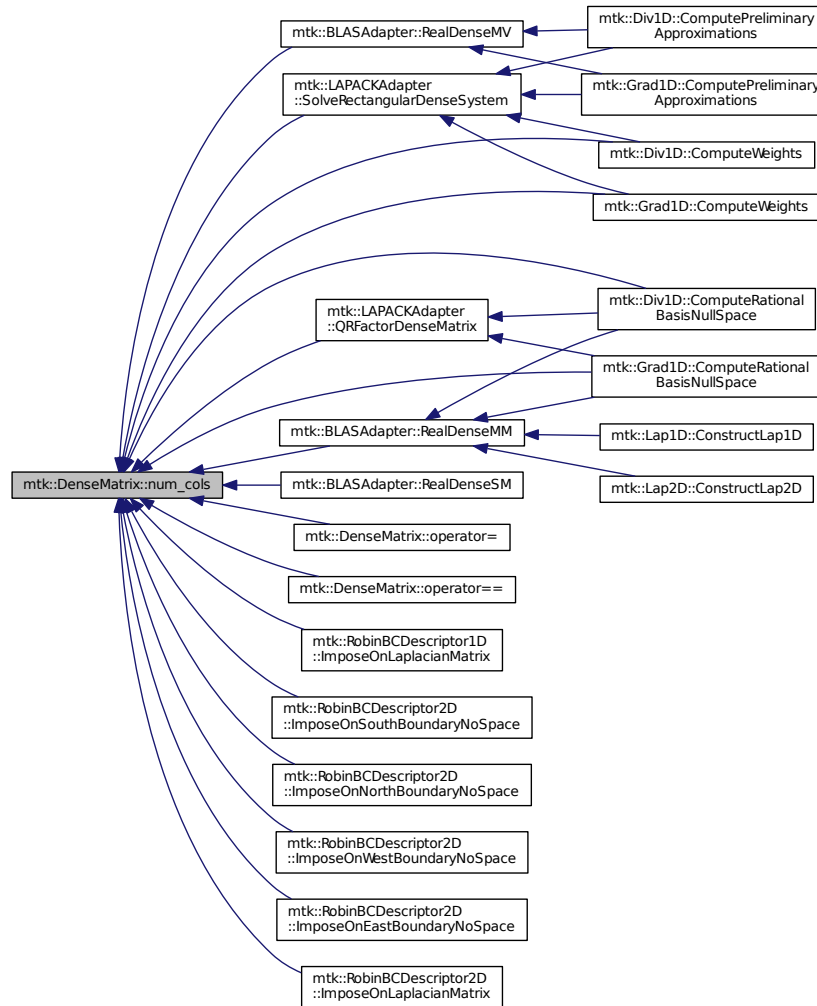 mtk::BLASAdapter::RealDenseMV
mtk::Div1D::ComputePreliminary
Approximations
mtk::LAPACKAdapter
::SolveRectangularDenseSystem
mtk::Grad1D::ComputePreliminary
Approximations
mtk::Div1D::ComputeWeights
mtk::Grad1D::ComputeWeights
mtk::LAPACKAdapter
::QRFactorDenseMatrix
mtk::Div1D::ComputeRational
BasisNullSpace
mtk::Grad1D::ComputeRational
BasisNullSpace
mtk::BLASAdapter::RealDenseMM
mtk::Lap1D::ConstructLap1D
mtk::DenseMatrix::num_cols
mtk::BLASAdapter::RealDenseSM
mtk::Lap2D::ConstructLap2D
mtk::DenseMatrix::operator=
mtk::DenseMatrix::operator==
mtk::RobinBCDescriptor1D
::ImposeOnLaplacianMatrix
mtk::RobinBCDescriptor2D
::ImposeOnSouthBoundaryNoSpace
mtk::RobinBCDescriptor2D
::ImposeOnNorthBoundaryNoSpace
mtk::RobinBCDescriptor2D
::ImposeOnWestBoundaryNoSpace
mtk::RobinBCDescriptor2D
::ImposeOnEastBoundaryNoSpace
mtk::RobinBCDescriptor2D
::ImposeOnLaplacianMatrix